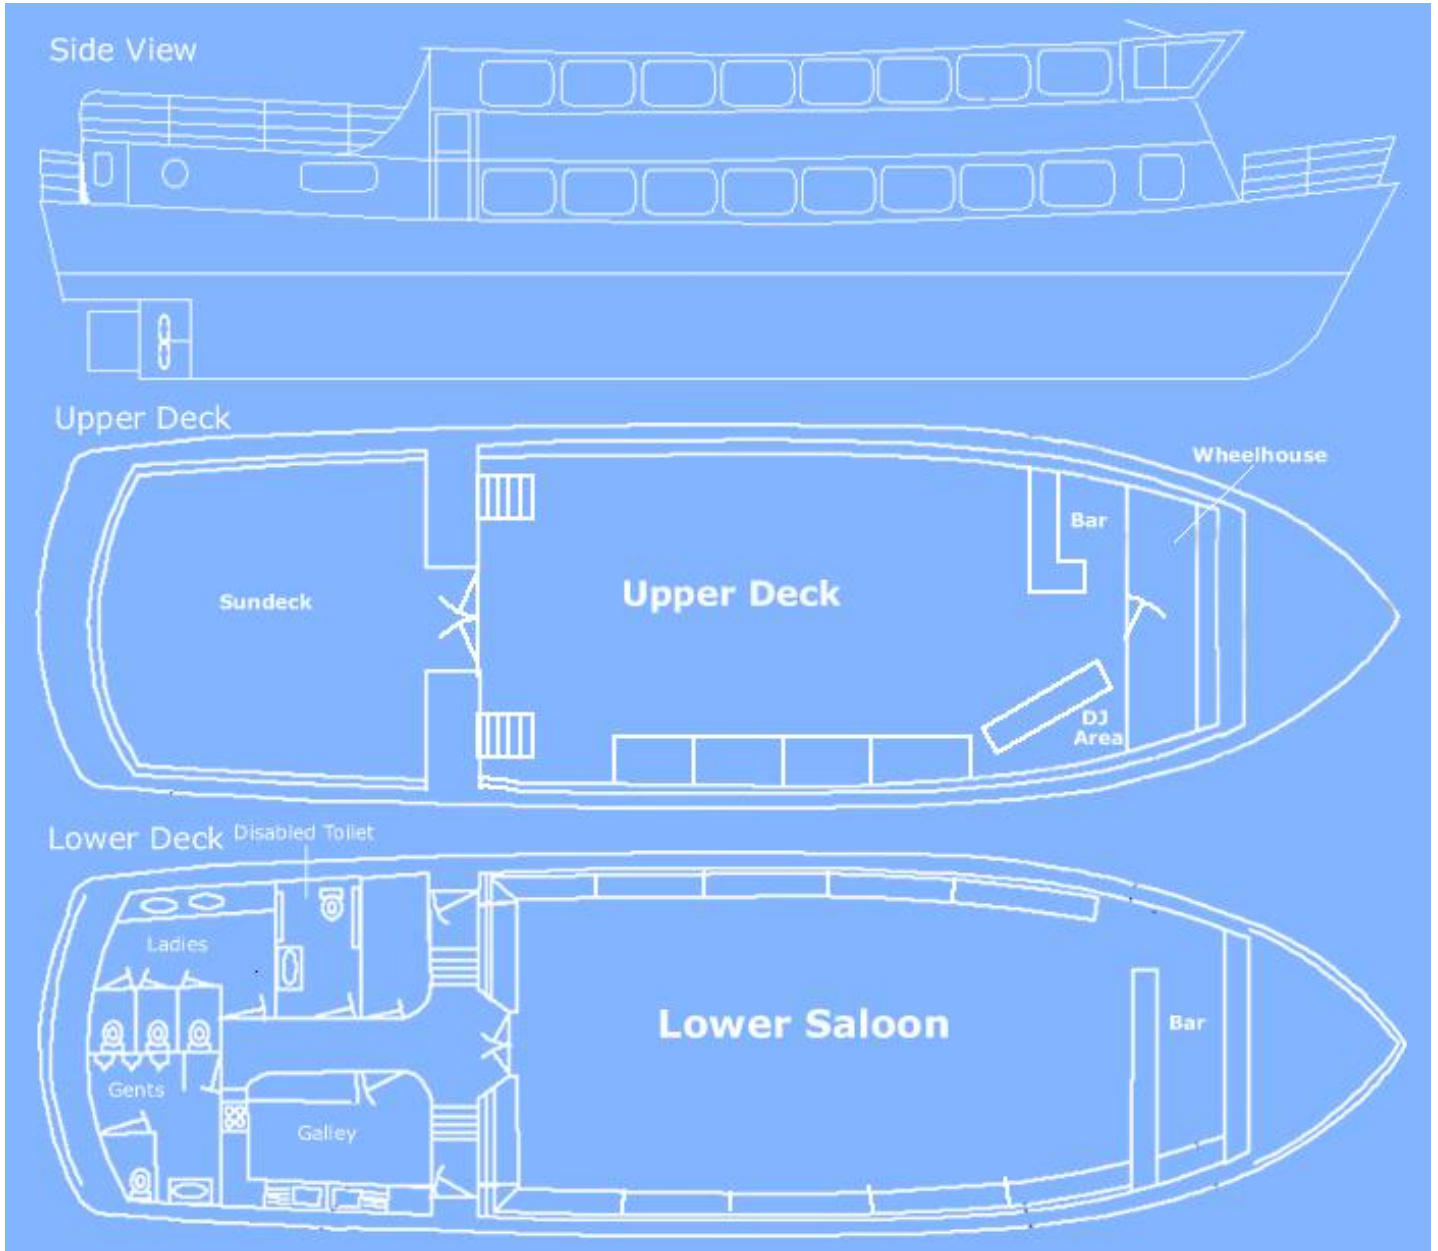 Side View
Upper Deck
Wheelhouse
Bar
Upper Deck
Sundeck
DJ
Area
Lower Deck
Disabled Toilet
Ladies
Lower Saloon
Bar
Gents
Galley